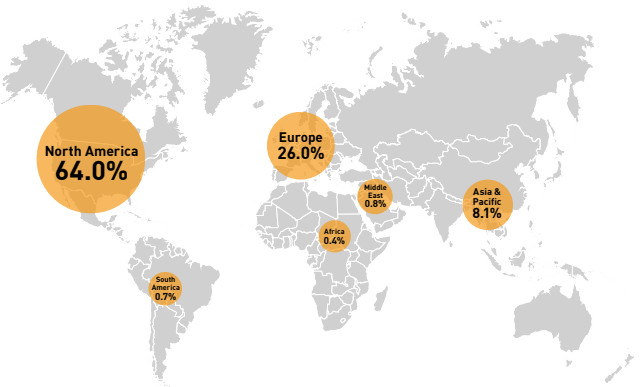 North America
64.0%
Europe
26.0%
Middle
East
0.8%
Asia &
Pacific
8.1%
Africa
0.4%
South
America
0.7%